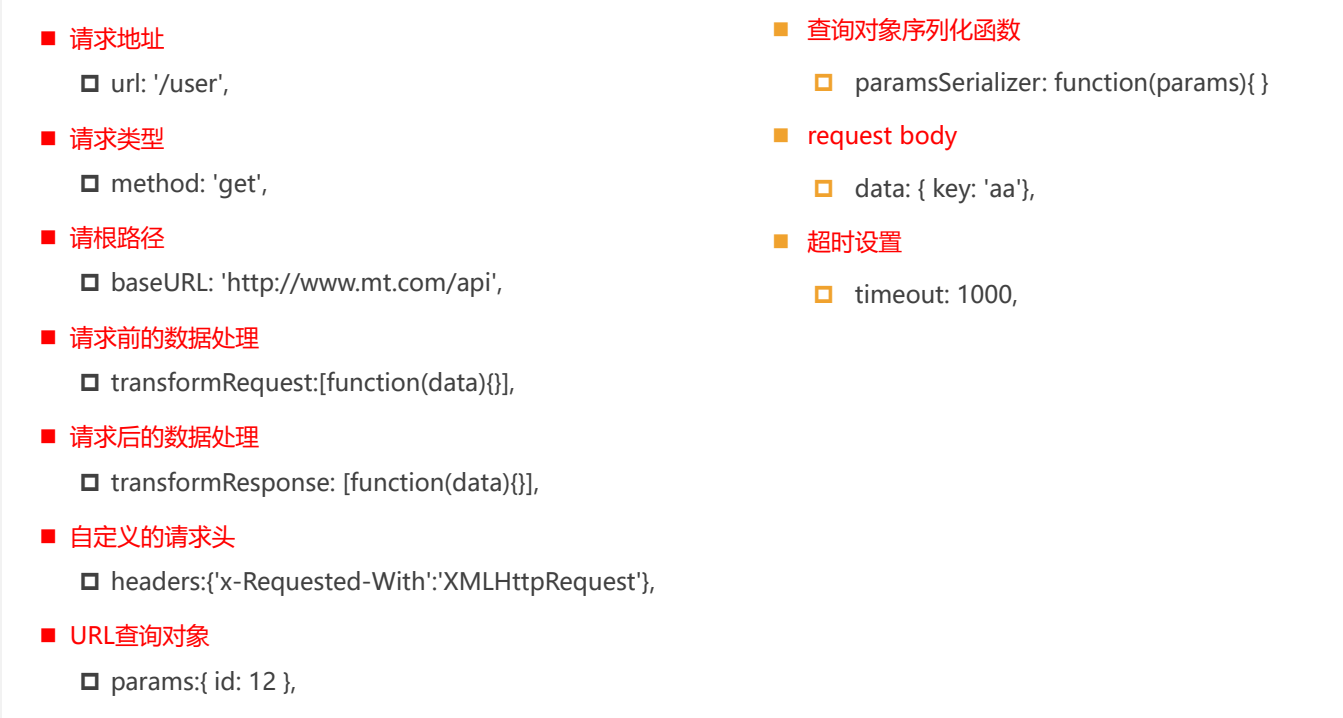 请求地址
url: '/user',
请求类型
method: 'get',
请根路径
baseURL: 'http://www.mt.com/api',
请求前的数据处理
transformRequest:[function(data){}],
请求后的数据处理
transformResponse: [function(data){}],
自定义的请求头
headers:{'x-Requested-With':'XMLHttpRequest'},
URL查询对象
params:{ id: 12 },
查询对象序列化函数
paramsSerializer: function(params){ }
request body
data: { key: 'aa'},
超时设置
timeout: 1000,